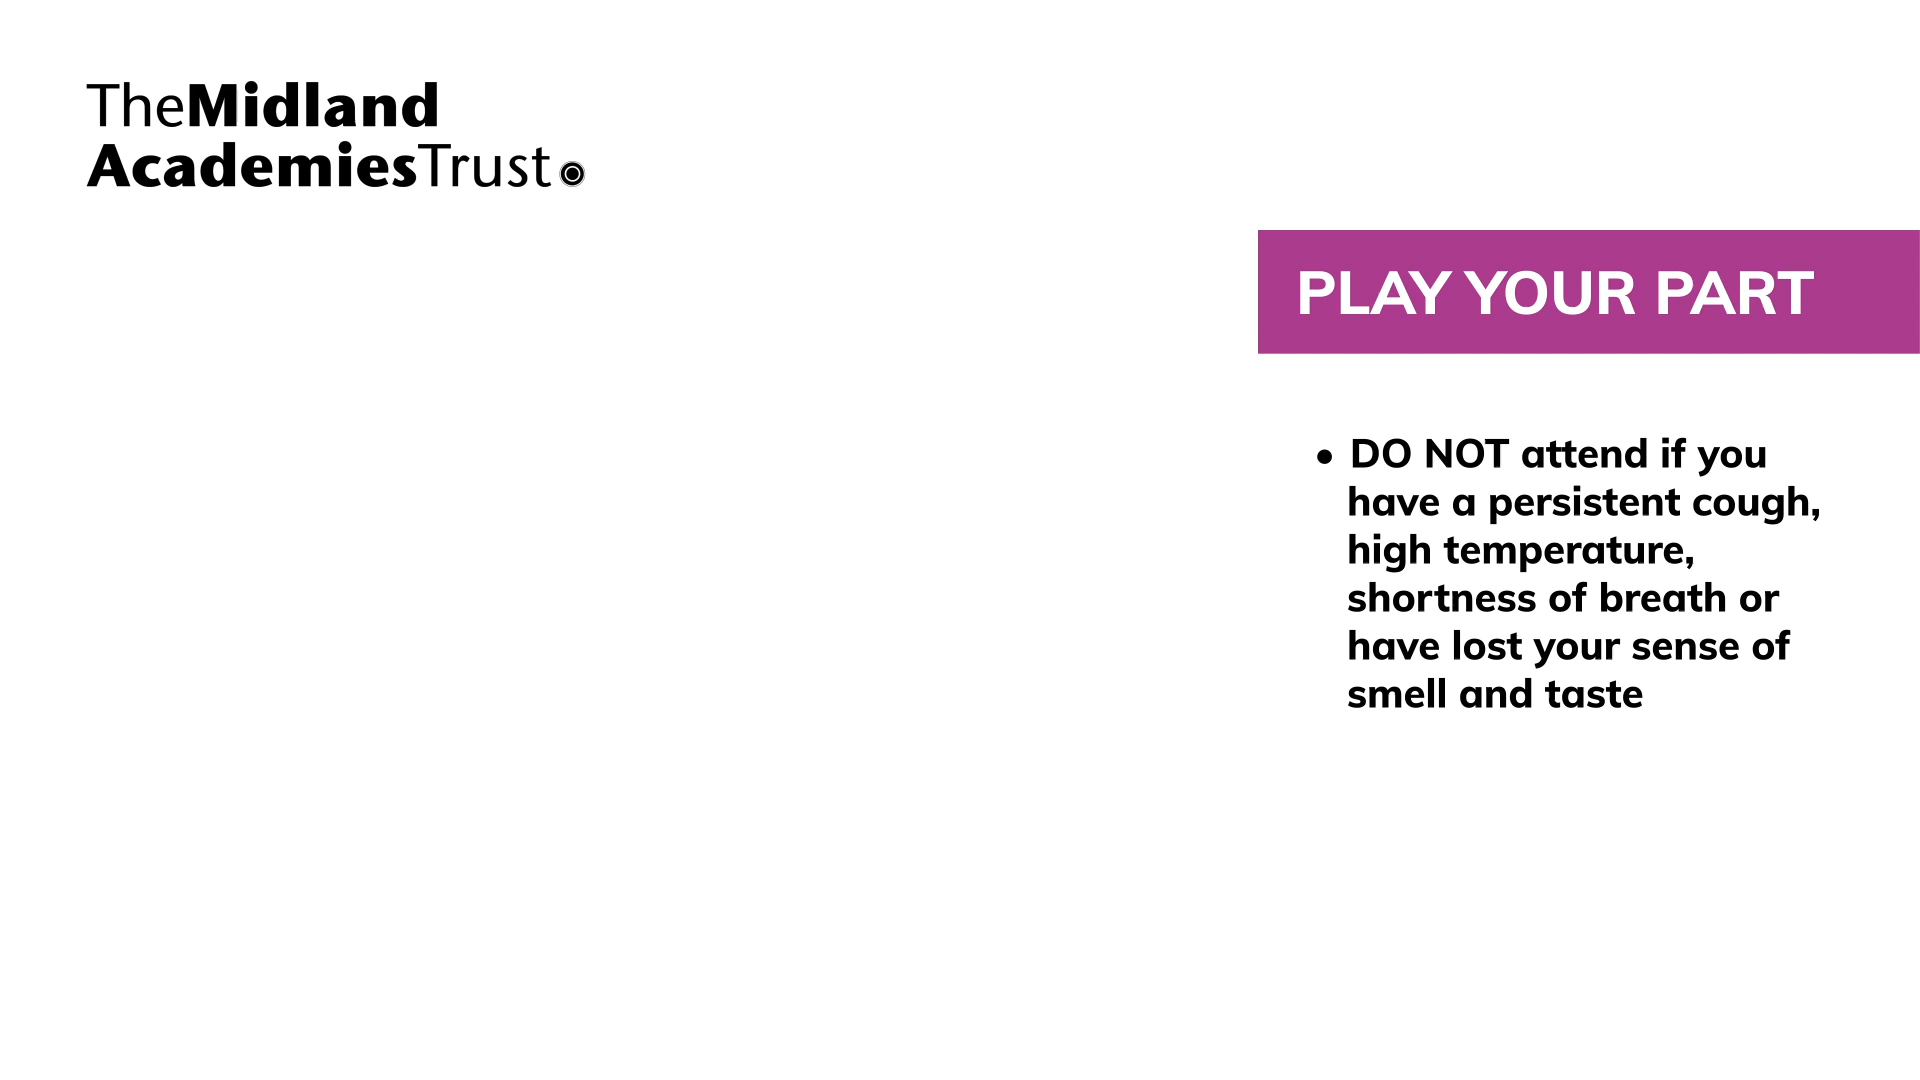 TheMidland
AcademiesTrust
PLAY YOUR PART
• DO NOT attend if you
have a persistent cough,
high temperature,
shortness of breath or
have lost your sense of
smell and taste